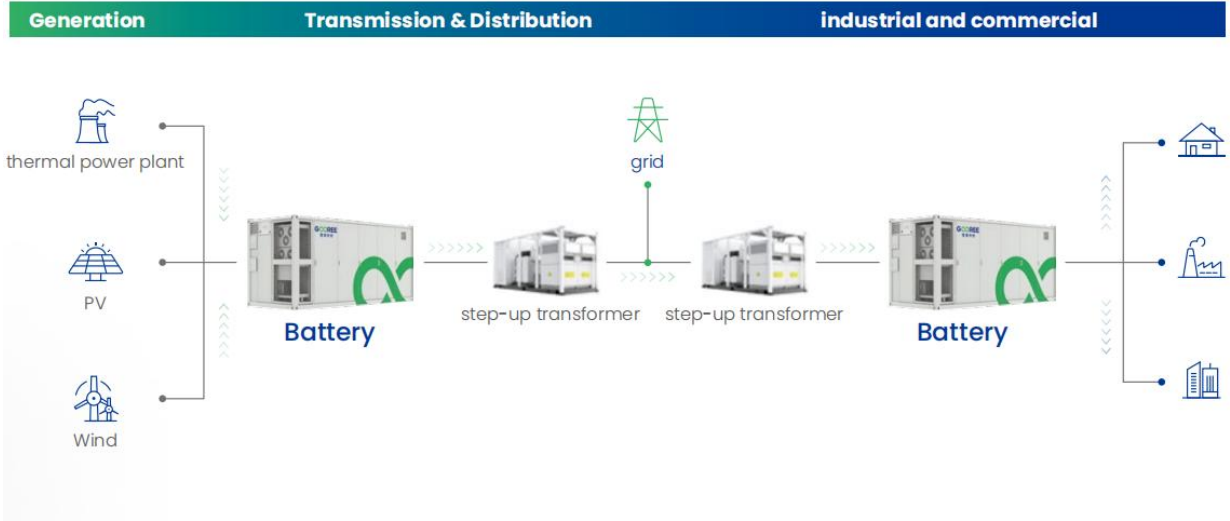 Generation
Transmission & Distribution
industrial and commercial
thermal power plant
grid
PV
step-up transformer
step-up transformer
Battery
Battery
Wind